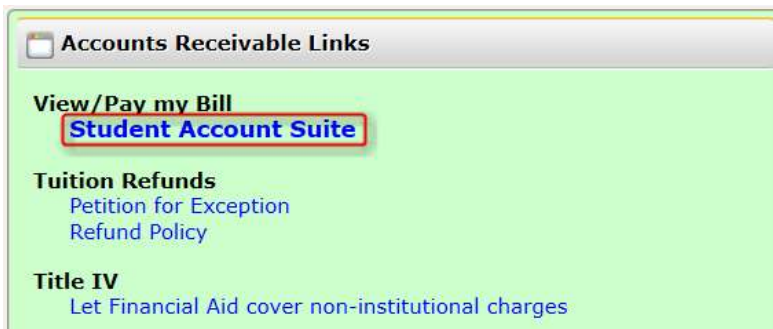 Accounts Receivable Links
View/Pay my Bill
Student Account Suite
Tuition Refunds
Petition for Exception
Refund Policy
Title IV
Let Financial Aid cover non-institutional charges